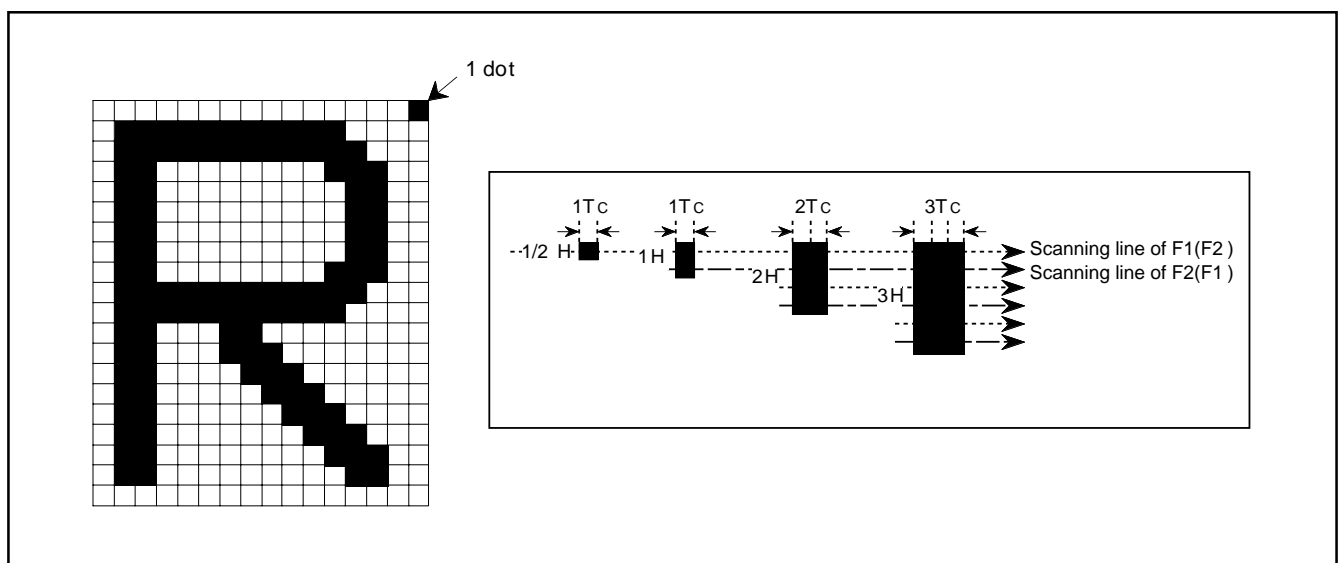 1 dot
1Tc 1Tc 2Tc 3Tc
1/2 H 1H 2H 3H
Scanning line of F1(F2 )
Scanning line of F2(F1 )